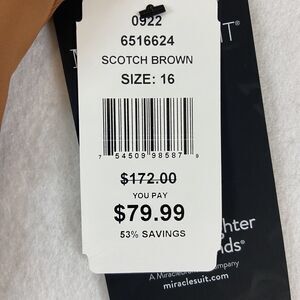 0922
6516624
SCOTCH BROWN
SIZE: 16
7 54509 98587 9
$172.00
YOU PAY
$79.99
53% SAVINGS
miraclesuit.com